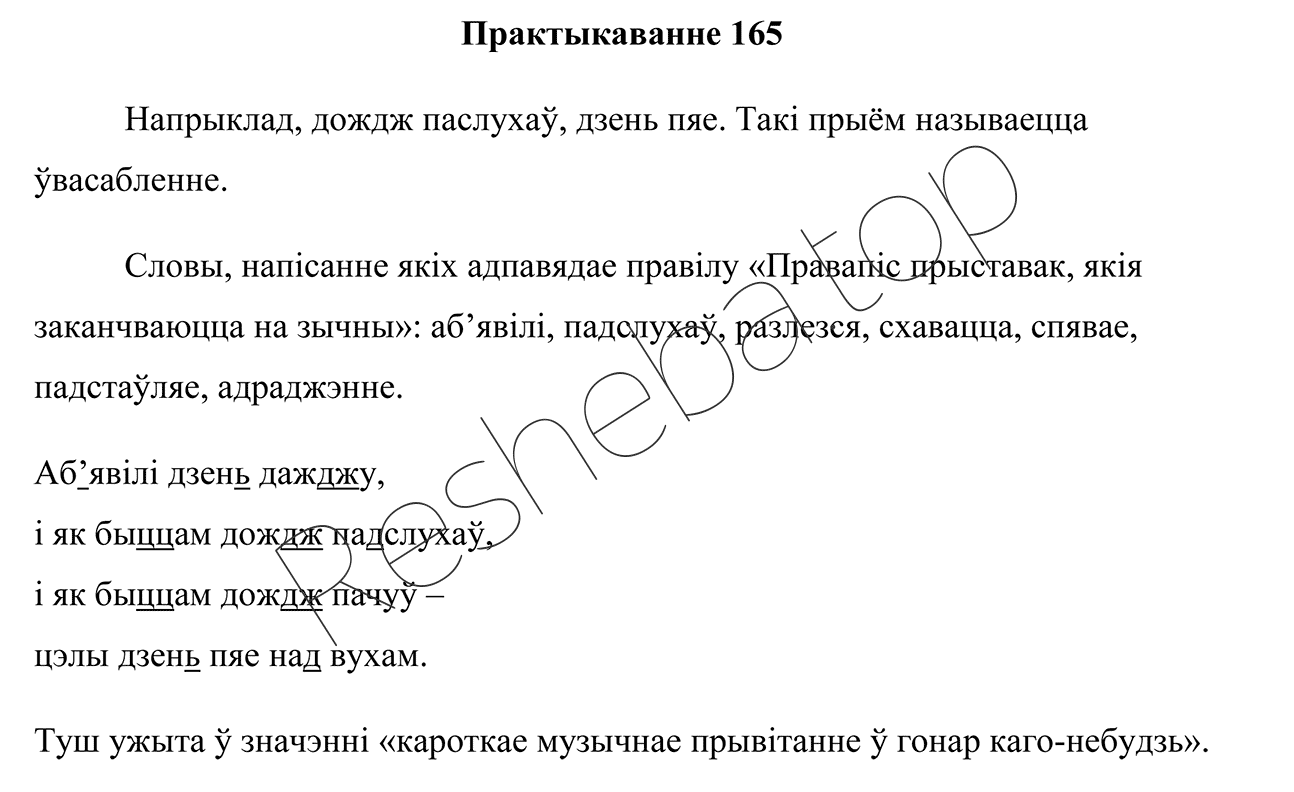 Практыкаванне 165
Напрыклад, дождж паслухаў, дзень пяе. Такі прыём называецца
ўвасабленне.
Словы, напісанне якіх адпавядае правілу «Правапіс прыставак, якія
заканчваюцца на зычны»: аб’явілі, падслухаў, разлезся, схавацца, спявае,
падстаўляе, адраджэнне.
Аб’явілі дзень дажджу,
і як быццам дождж падслухаў,
і як быццам дождж пачуў –
цэлы дзень пяе над вухам.
Туш ужыта ў значэнні «кароткае музычнае прывітанне ў гонар каго-небудзь».
Reshebatop